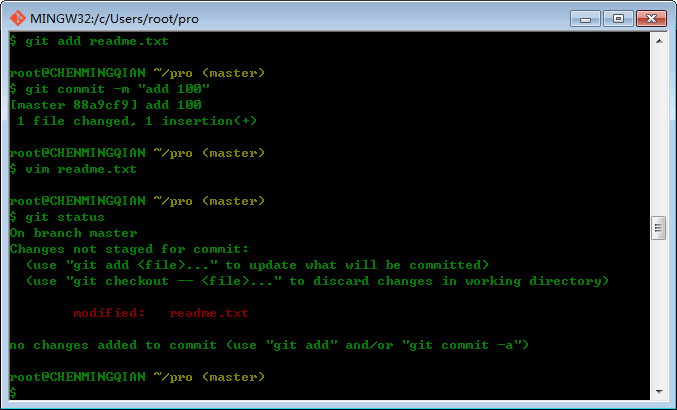 MINGW32:/c/Users/root/pro
$ git add readme.txt
root@CHENMINGQIAN ~/pro (master)
$ git commit -m "add 100"
[master 88a9cf9] add 100
 1 file changed, 1 insertion(+)
root@CHENMINGQIAN ~/pro (master)
$ vim readme.txt
root@CHENMINGQIAN ~/pro (master)
$ git status
On branch master
Changes not staged for commit:
  (use "git add <file>..." to update what will be committed)
  (use "git checkout -- <file>..." to discard changes in working directory)
        modified:   readme.txt
no changes added to commit (use "git add" and/or "git commit -a")
root@CHENMINGQIAN ~/pro (master)
$